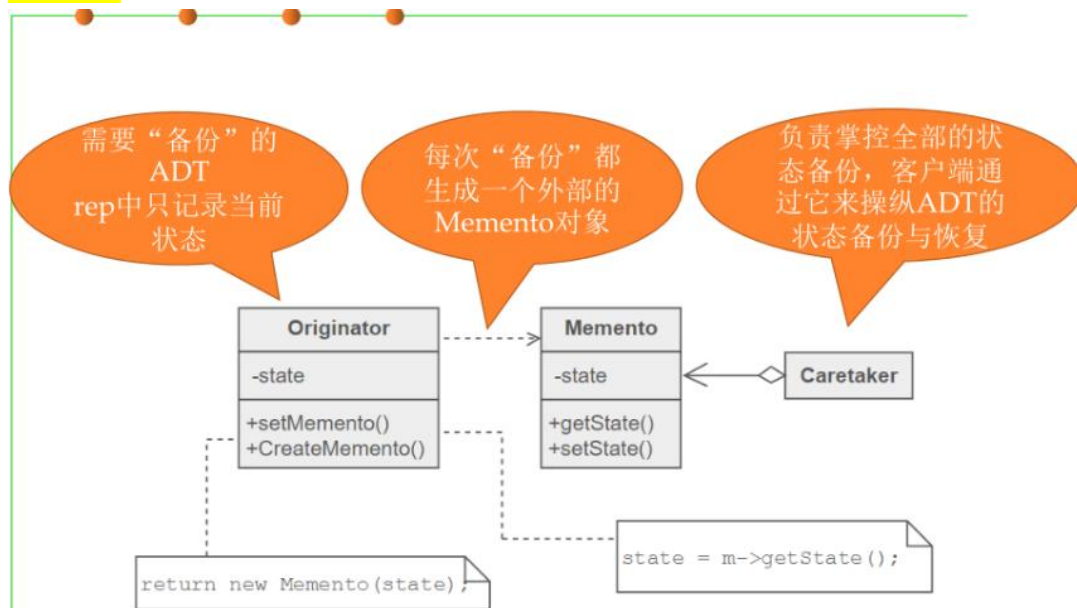 需要“备份”的
ADT
rep中只记录当前
状态
每次“备份”都
生成一个外部的
Memento对象
负责掌控全部的状
态备份，客户端通
过它来操纵ADT的
状态备份与恢复
Originator
-state
+setMemento()
+CreateMemento()
Memento
-state
+getState()
+setState()
Caretaker
return new Memento(state);
state = m->getState();